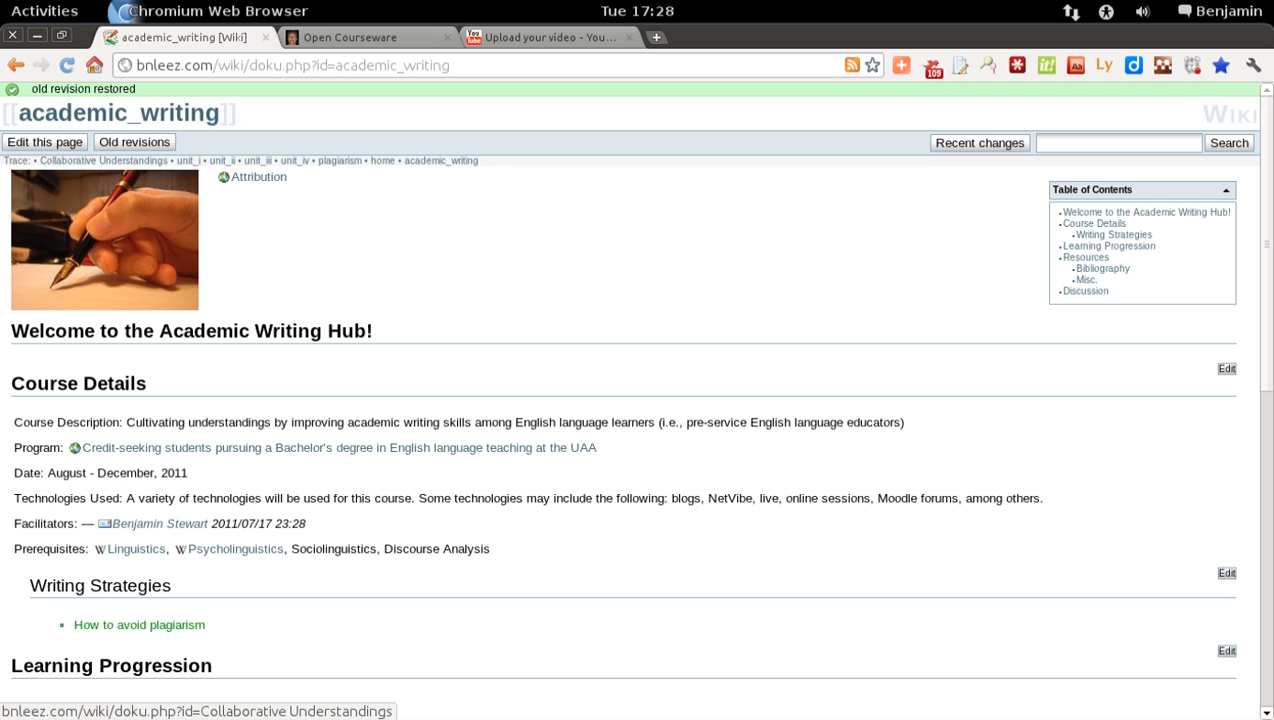 Activities Chromium Web Browser Tue 17:28 Benjamin
academic_writing [Wiki] Open Courseware Upload your video - You...
bnleez.com/wiki/doku.php?id=academic_writing 109 it! Aa Ly d
old revision restored
[[academic_writing]] WIKI
Edit this page Old revisions Recent changes Search
Trace: • Collaborative Understandings • unit_i • unit_ii • unit_iii • unit_iv • plagiarism • home • academic_writing
Attribution
Table of Contents
Welcome to the Academic Writing Hub!
Course Details
Writing Strategies
Learning Progression
Resources
Bibliography
Misc.
Discussion
Welcome to the Academic Writing Hub!
Edit
Course Details
Course Description: Cultivating understandings by improving academic writing skills among English language learners (i.e., pre-service English language educators)
Program: Credit-seeking students pursuing a Bachelor's degree in English language teaching at the UAA
Date: August - December, 2011
Technologies Used: A variety of technologies will be used for this course. Some technologies may include the following: blogs, NetVibe, live, online sessions, Moodle forums, among others.
Facilitators: — Benjamin Stewart 2011/07/17 23:28
Prerequisites: Linguistics, Psycholinguistics, Sociolinguistics, Discourse Analysis
Edit
Writing Strategies
How to avoid plagiarism
Edit
Learning Progression
bnleez.com/wiki/doku.php?id=Collaborative Understandings